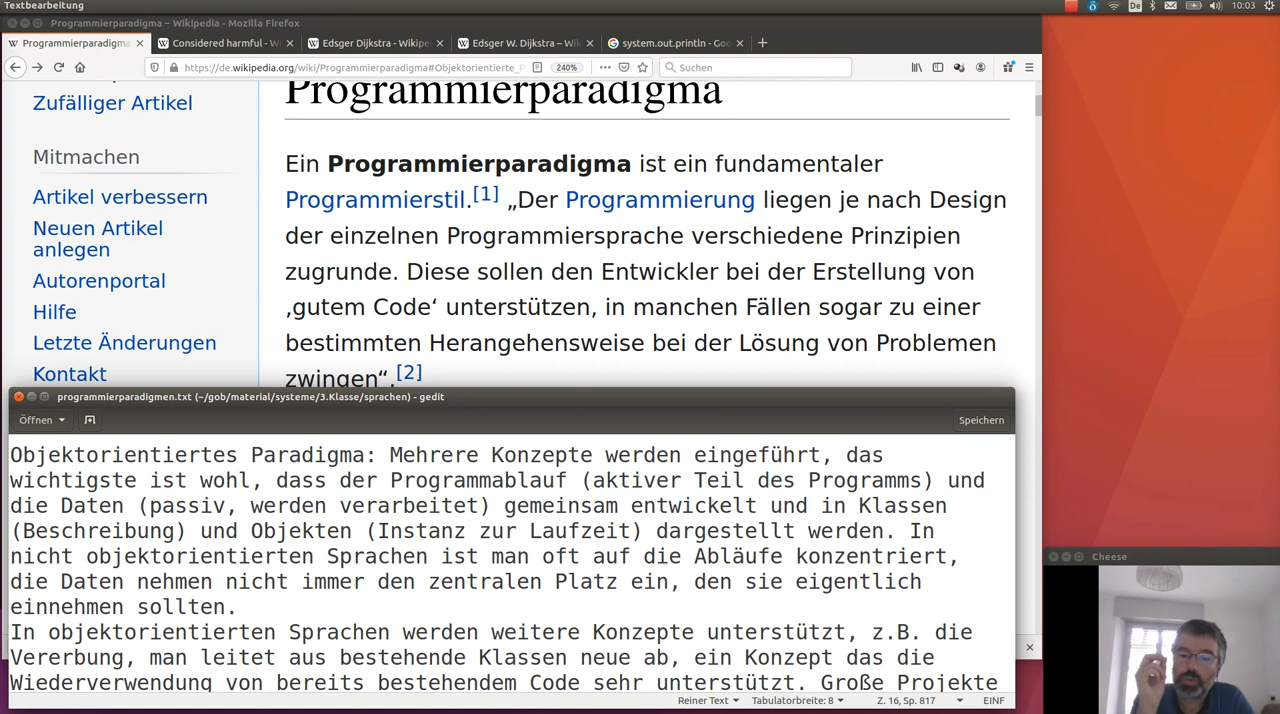 Textbearbeitung
De
10:03
Programmierparadigma – Wikipedia - Mozilla Firefox
Programmierparadigma
Considered harmful - W
Edsger Dijkstra - Wikipe
Edsger W. Dijkstra – Wi
system.out.println - Goo
https://de.wikipedia.org/wiki/Programmierparadigma#Objektorientierte_P
240%
Suchen
Programmierparadigma
Zufälliger Artikel
Mitmachen
Artikel verbessern
Neuen Artikel
anlegen
Autorenportal
Hilfe
Letzte Änderungen
Kontakt
Ein Programmierparadigma ist ein fundamentaler
Programmierstil.[1] „Der Programmierung liegen je nach Design
der einzelnen Programmiersprache verschiedene Prinzipien
zugrunde. Diese sollen den Entwickler bei der Erstellung von
‚gutem Code‘ unterstützen, in manchen Fällen sogar zu einer
bestimmten Herangehensweise bei der Lösung von Problemen
zwingen“.[2]
programmierparadigmen.txt (~/gob/material/systeme/3.Klasse/sprachen) - gedit
Öffnen
Speichern
Objektorientiertes Paradigma: Mehrere Konzepte werden eingeführt, das
wichtigste ist wohl, dass der Programmablauf (aktiver Teil des Programms) und
die Daten (passiv, werden verarbeitet) gemeinsam entwickelt und in Klassen
(Beschreibung) und Objekten (Instanz zur Laufzeit) dargestellt werden. In
nicht objektorientierten Sprachen ist man oft auf die Abläufe konzentriert,
die Daten nehmen nicht immer den zentralen Platz ein, den sie eigentlich
einnehmen sollten.
In objektorientierten Sprachen werden weitere Konzepte unterstützt, z.B. die
Vererbung, man leitet aus bestehende Klassen neue ab, ein Konzept das die
Wiederverwendung von bereits bestehndem Code sehr unterstützt. Große Projekte
Reiner Text
Tabulatorbreite: 8
Z. 16, Sp. 817
EINF
Cheese